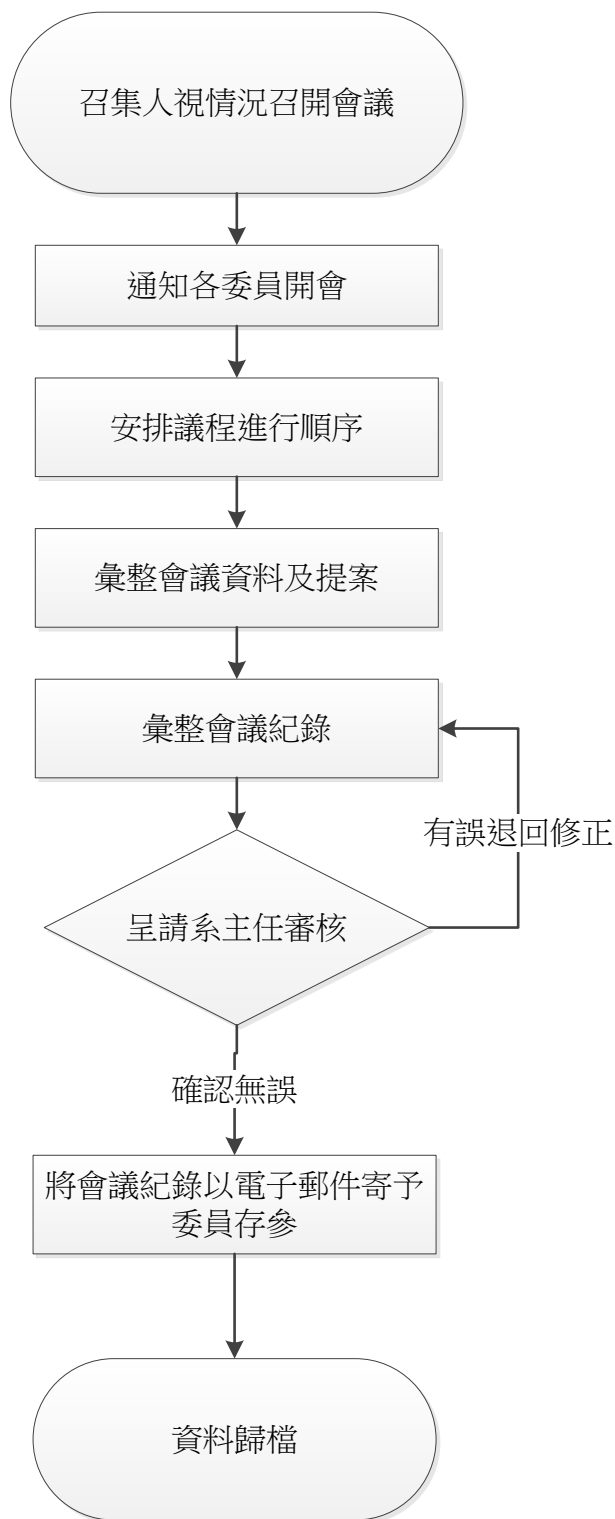 召集人視情況召開會議
通知各委員開會
安排議程進行順序
彙整會議資料及提案
彙整會議紀錄
有誤退回修正
呈請系主任審核
確認無誤
將會議紀錄以電子郵件寄予
委員存參
資料歸檔